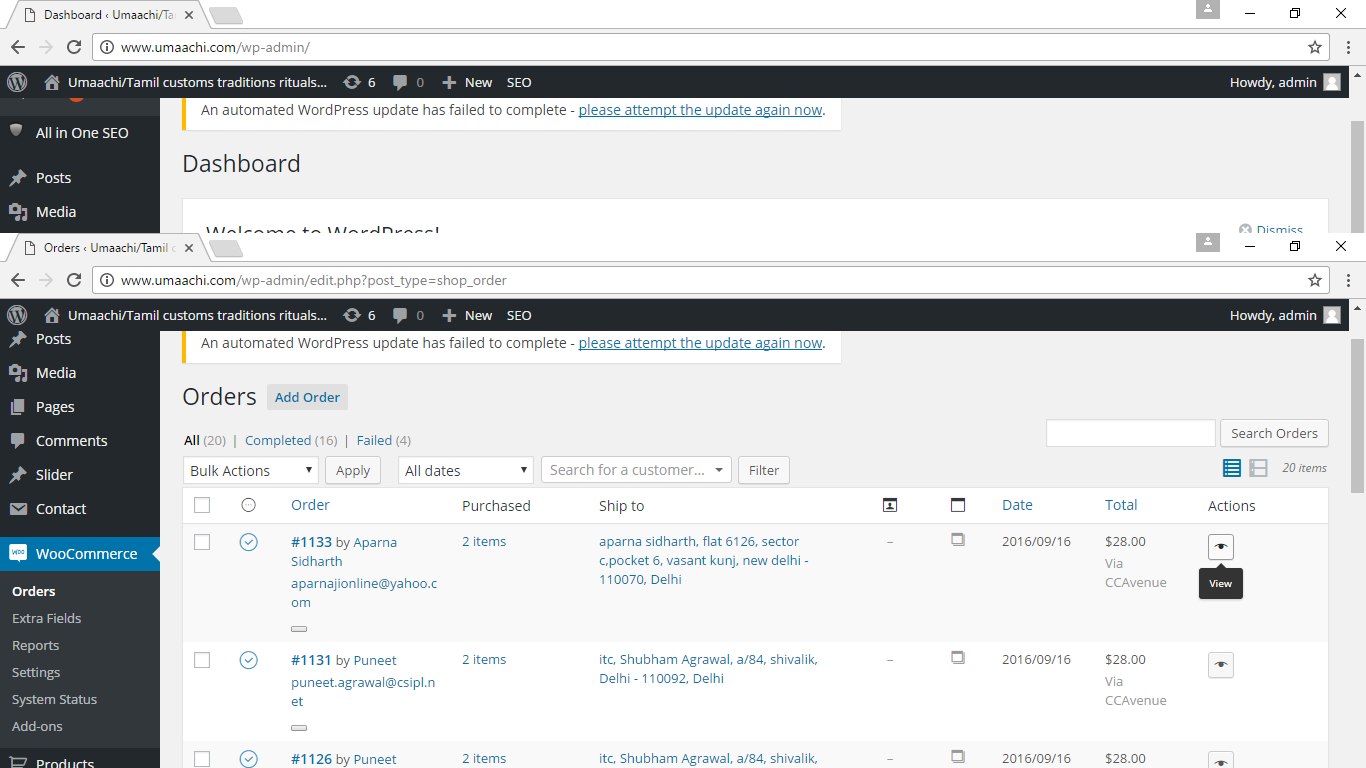 Dashboard ‹ Umaachi/Ta
www.umaachi.com/wp-admin/
Umaachi/Tamil customs traditions rituals... 6 0 New SEO Howdy, admin
An automated WordPress update has failed to complete - please attempt the update again now.
All in One SEO
Dashboard
Posts
Media
Welcome to WordPress! Dismiss
Orders ‹ Umaachi/Tamil
www.umaachi.com/wp-admin/edit.php?post_type=shop_order
Umaachi/Tamil customs traditions rituals... 6 0 New SEO Howdy, admin
Posts
An automated WordPress update has failed to complete - please attempt the update again now.
Media
Pages
Comments
Slider
Contact
WooCommerce
Orders
Extra Fields
Reports
Settings
System Status
Add-ons
Products
Orders Add Order
All (20) | Completed (16) | Failed (4)
Search Orders
Bulk Actions Apply All dates Search for a customer... Filter 20 items
Order Purchased Ship to Date Total Actions
#1133 by Aparna
Sidharth
aparnajionline@yahoo.c
om
2 items
aparna sidharth, flat 6126, sector
c,pocket 6, vasant kunj, new delhi -
110070, Delhi
–
2016/09/16
$28.00
Via
CCAvenue
View
#1131 by Puneet
puneet.agrawal@csipl.n
et
2 items
itc, Shubham Agrawal, a/84, shivalik,
Delhi - 110092, Delhi
–
2016/09/16
$28.00
Via
CCAvenue
#1126 by Puneet
2 items
itc, Shubham Agrawal, a/84, shivalik,
–
2016/09/16
$28.00